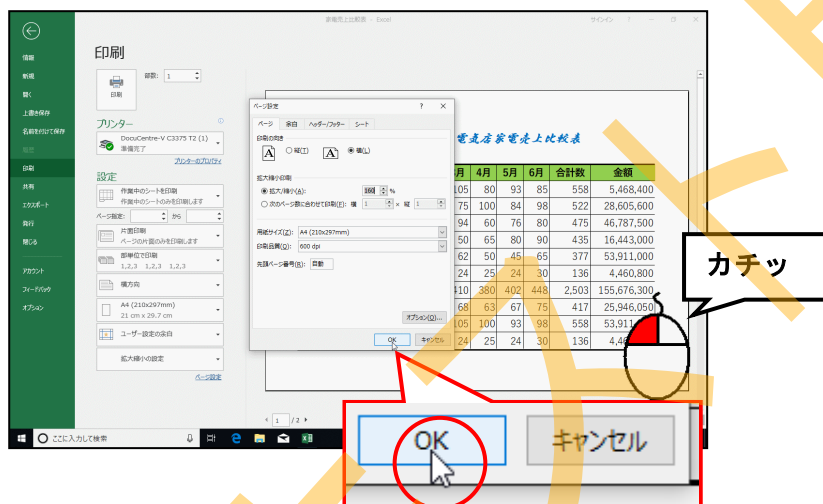 家電売上比較表 - Excel
サインイン ? - ×
情報
新規
開く
上書き保存
名前を付けて保存
履歴
印刷
共有
エクスポート
発行
閉じる
アカウント
フィードバック
オプション
印刷
印刷
部数: 1
プリンター
DocuCentre-V C3375 T2 (1)
準備完了
プリンターのプロパティ
設定
作業中のシートを印刷
作業中のシートのみを印刷します
ページ指定: から
片面印刷
ページの片面のみを印刷します
部単位で印刷
1,2,3 1,2,3 1,2,3
横方向
A4 (210x297mm)
21 cm x 29.7 cm
ユーザー設定の余白
拡大縮小の設定
ページ設定
ページ設定 ? ×
ページ 余白 ヘッダー/フッター シート
印刷の向き
A 縦(T) A 横(L)
拡大縮小印刷
拡大/縮小(A): 160 %
次のページ数に合わせて印刷(F): 横 1 × 縦 1
用紙サイズ(Z): A4 (210x297mm)
印刷品質(Q): 600 dpi
先頭ページ番号(R): 自動
オプション(O)...
OK キャンセル
電気店家電売上比較表
月 4月 5月 6月 合計数 金額
105 80 93 85 558 5,468,400
75 100 84 98 522 28,605,600
94 60 76 80 475 46,787,500
50 65 80 90 435 16,443,000
62 50 45 65 377 53,911,000
24 25 24 30 136 4,460,800
410 380 402 448 2,503 155,676,300
68 63 67 75 417 25,946,050
105 100 93 98 558 53,911
24 25 24 30 136
1 / 2
カチッ
OK キャンセル
ここに入力して検索